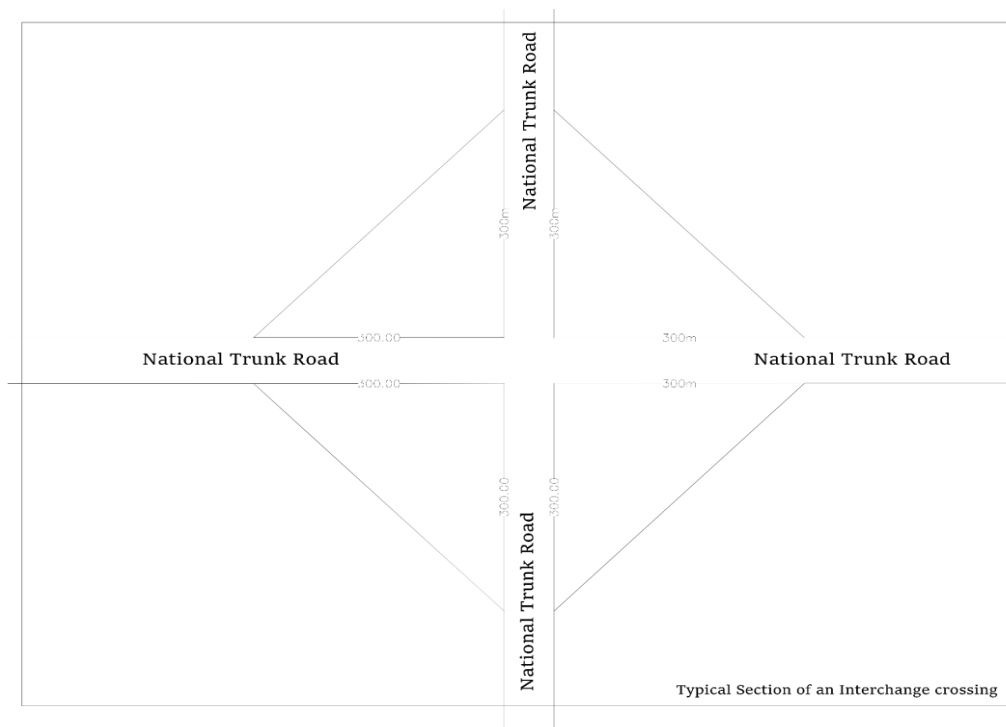 National Trunk Road
300m
300m
300.00
300m
National Trunk Road
National Trunk Road
300.00
300m
300.00
300.00
National Trunk Road
Typical Section of an Interchange crossing